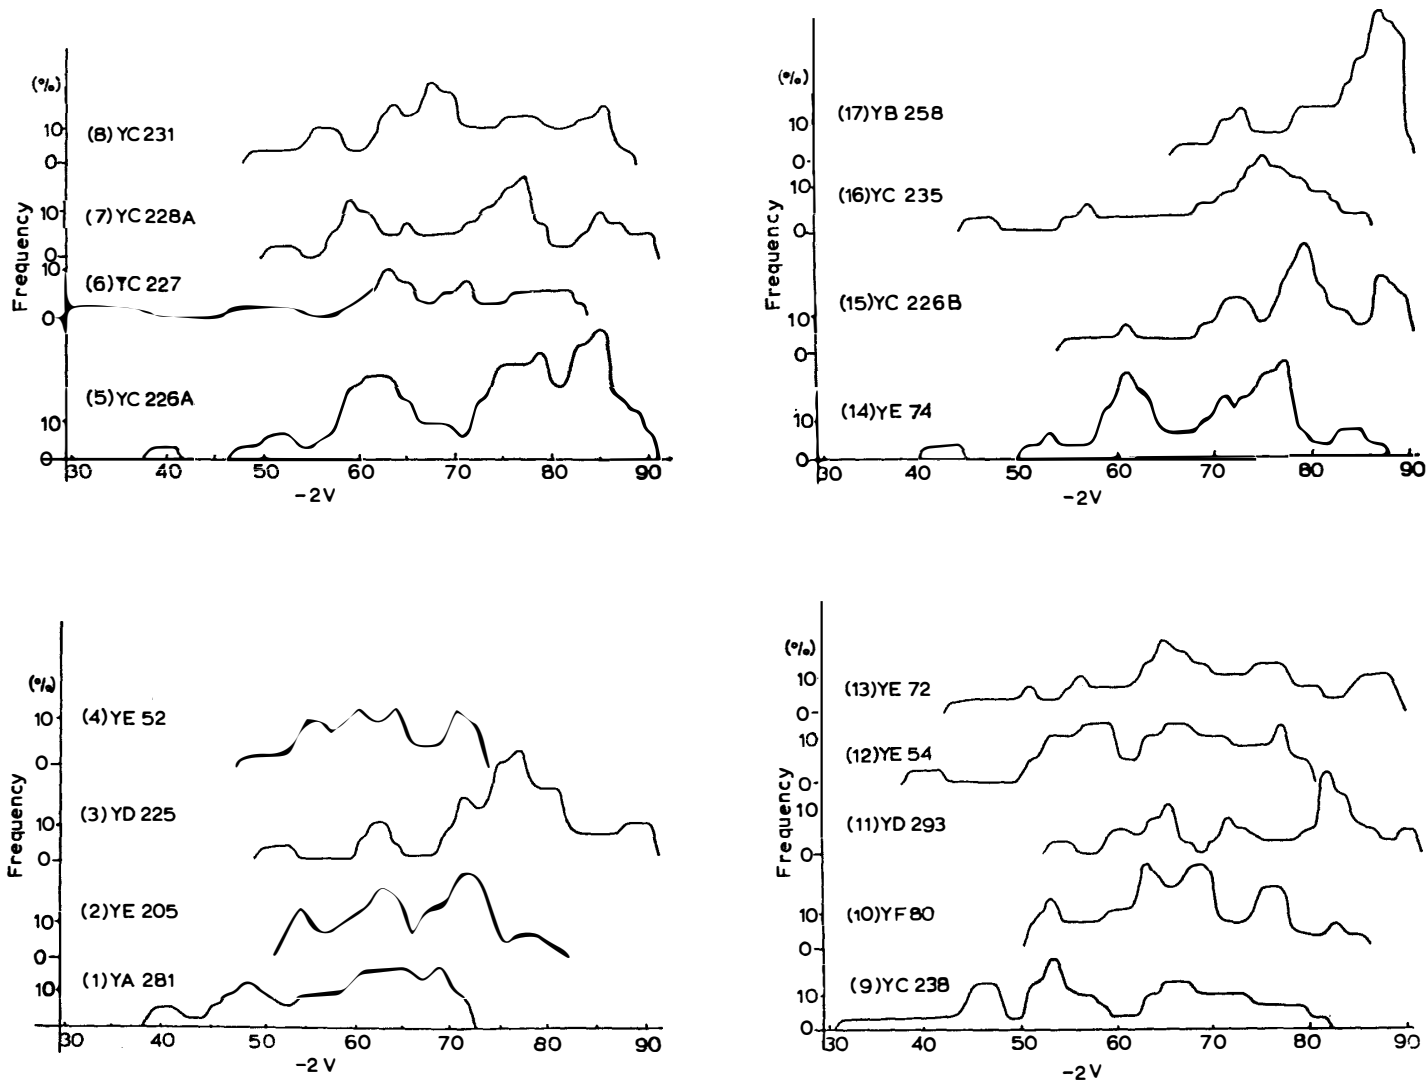 (%)
10
0
(8) YC 231
10
0
(7) YC 228A
10
0
(6) YC 227
10
0
(5) YC 226A
Frequency
30 40 50 60 70 80 90
-2V
(%)
10
0
(17) YB 258
10
0
(16) YC 235
10
0
(15) YC 226B
10
0
(14) YE 74
Frequency
30 40 50 60 70 80 90
-2V
(%)
10
0
(4) YE 52
10
0
(3) YD 225
10
0
(2) YE 205
10
(1) YA 281
Frequency
30 40 50 60 70 80 90
-2V
(%)
10
0
(13) YE 72
10
0
(12) YE 54
10
0
(11) YD 293
10
0
(10) YF 80
10
0
(9) YC 238
Frequency
30 40 50 60 70 80 90
-2V